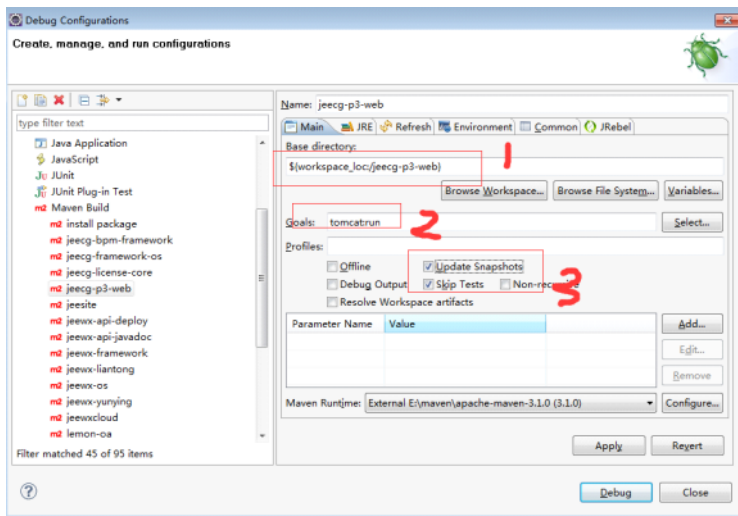 Debug Configurations
Create, manage, and run configurations
type filter text
Java Application
JavaScript
JUnit
JUnit Plug-in Test
Maven Build
install package
jeecg-bpm-framework
jeecg-framework-os
jeecg-license-core
jeecg-p3-web
jeesite
jeewx-api-deploy
jeewx-api-javadoc
jeewx-framework
jeewx-liantong
jeewx-os
jeewx-yunying
jeewxcloud
lemon-oa
Filter matched 45 of 95 items
Name: jeecg-p3-web
Main JRE Refresh Environment Common JRebel
Base directory:
1
${workspace_loc:/jeecg-p3-web}
Browse Workspace... Browse File System... Variables...
Goals: tomcat:run 2 Select...
Profiles:
Offline Update Snapshots
Debug Output Skip Tests 3
Resolve Workspace artifacts
Parameter Name Value Add...
Edit...
Remove
Maven Runtime: External E:\maven\apache-maven-3.1.0 (3.1.0) Configure...
Apply Revert
Debug Close